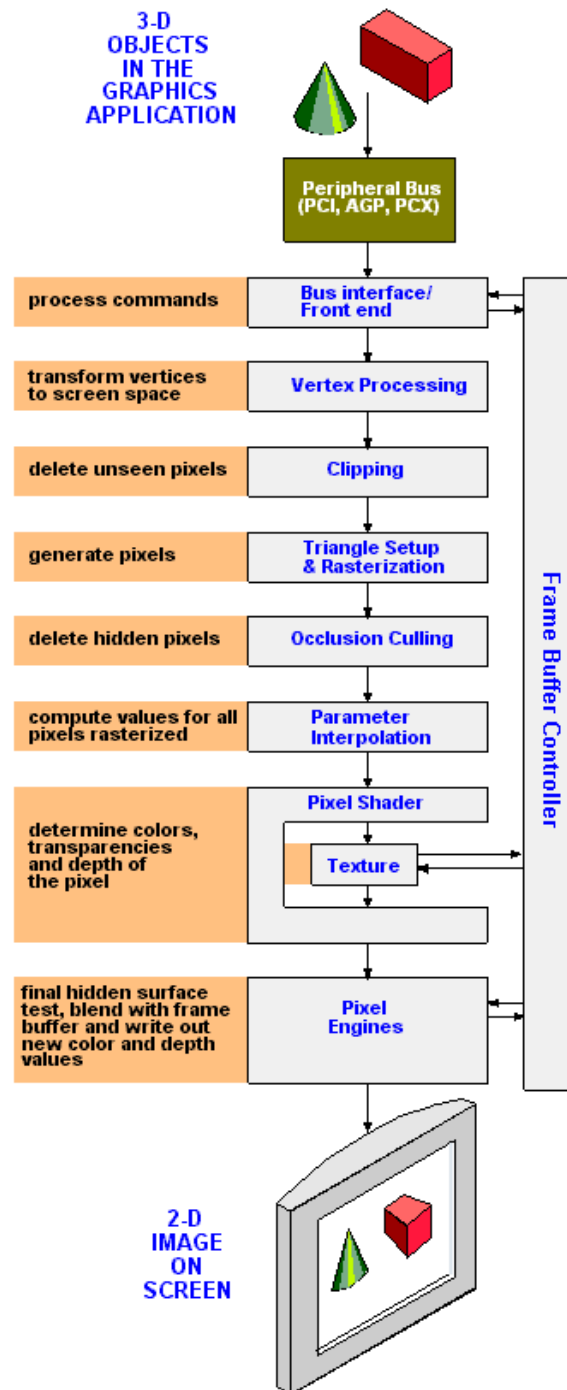 3-D
OBJECTS
IN THE
GRAPHICS
APPLICATION
Peripheral Bus
(PCI, AGP, PCX)
process commands
Bus interface/
Front end
transform vertices
to screen space
Vertex Processing
delete unseen pixels
Clipping
generate pixels
Triangle Setup
& Rasterization
delete hidden pixels
Occlusion Culling
compute values for all
pixels rasterized
Parameter
Interpolation
determine colors,
transparencies
and depth of
the pixel
Pixel Shader
Texture
final hidden surface
test, blend with frame
buffer and write out
new color and depth
values
Pixel
Engines
Frame Buffer Controller
2-D
IMAGE
ON
SCREEN